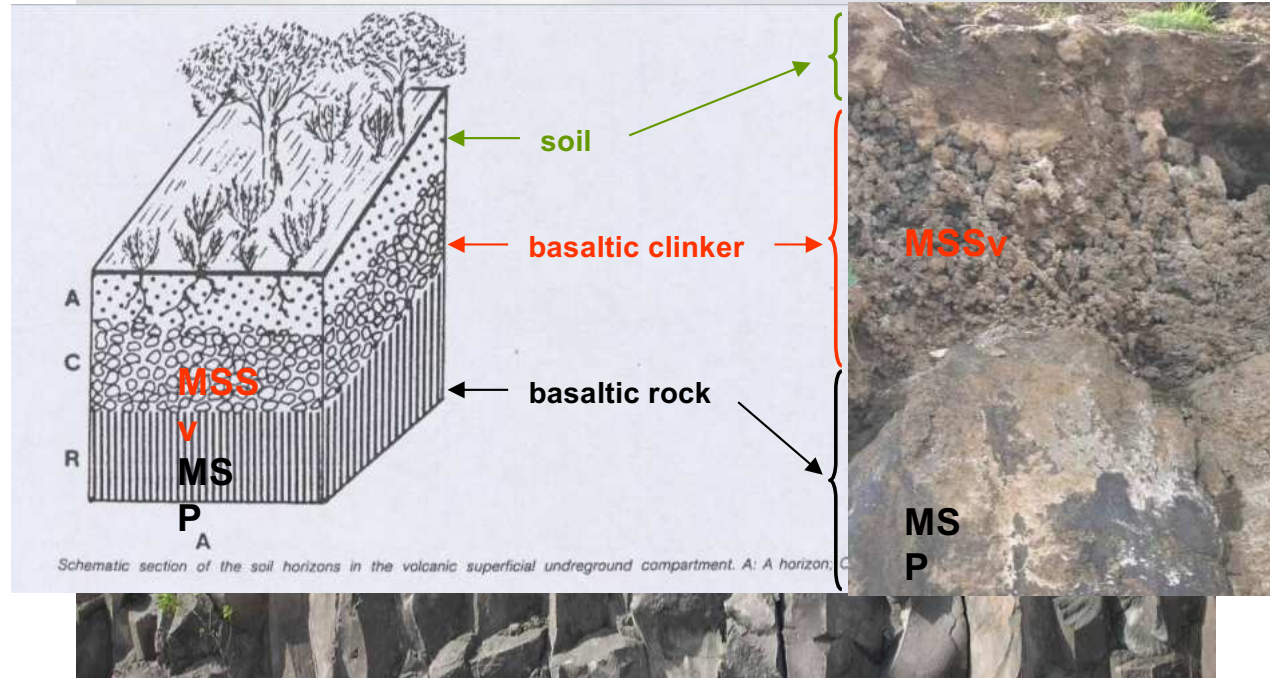 soil
basaltic clinker
basaltic rock
A
C
R
MSS
v
MS
P
A
MSSv
MS
P
Schematic section of the soil horizons in the volcanic superficial undreground compartment. A: A horizon; C